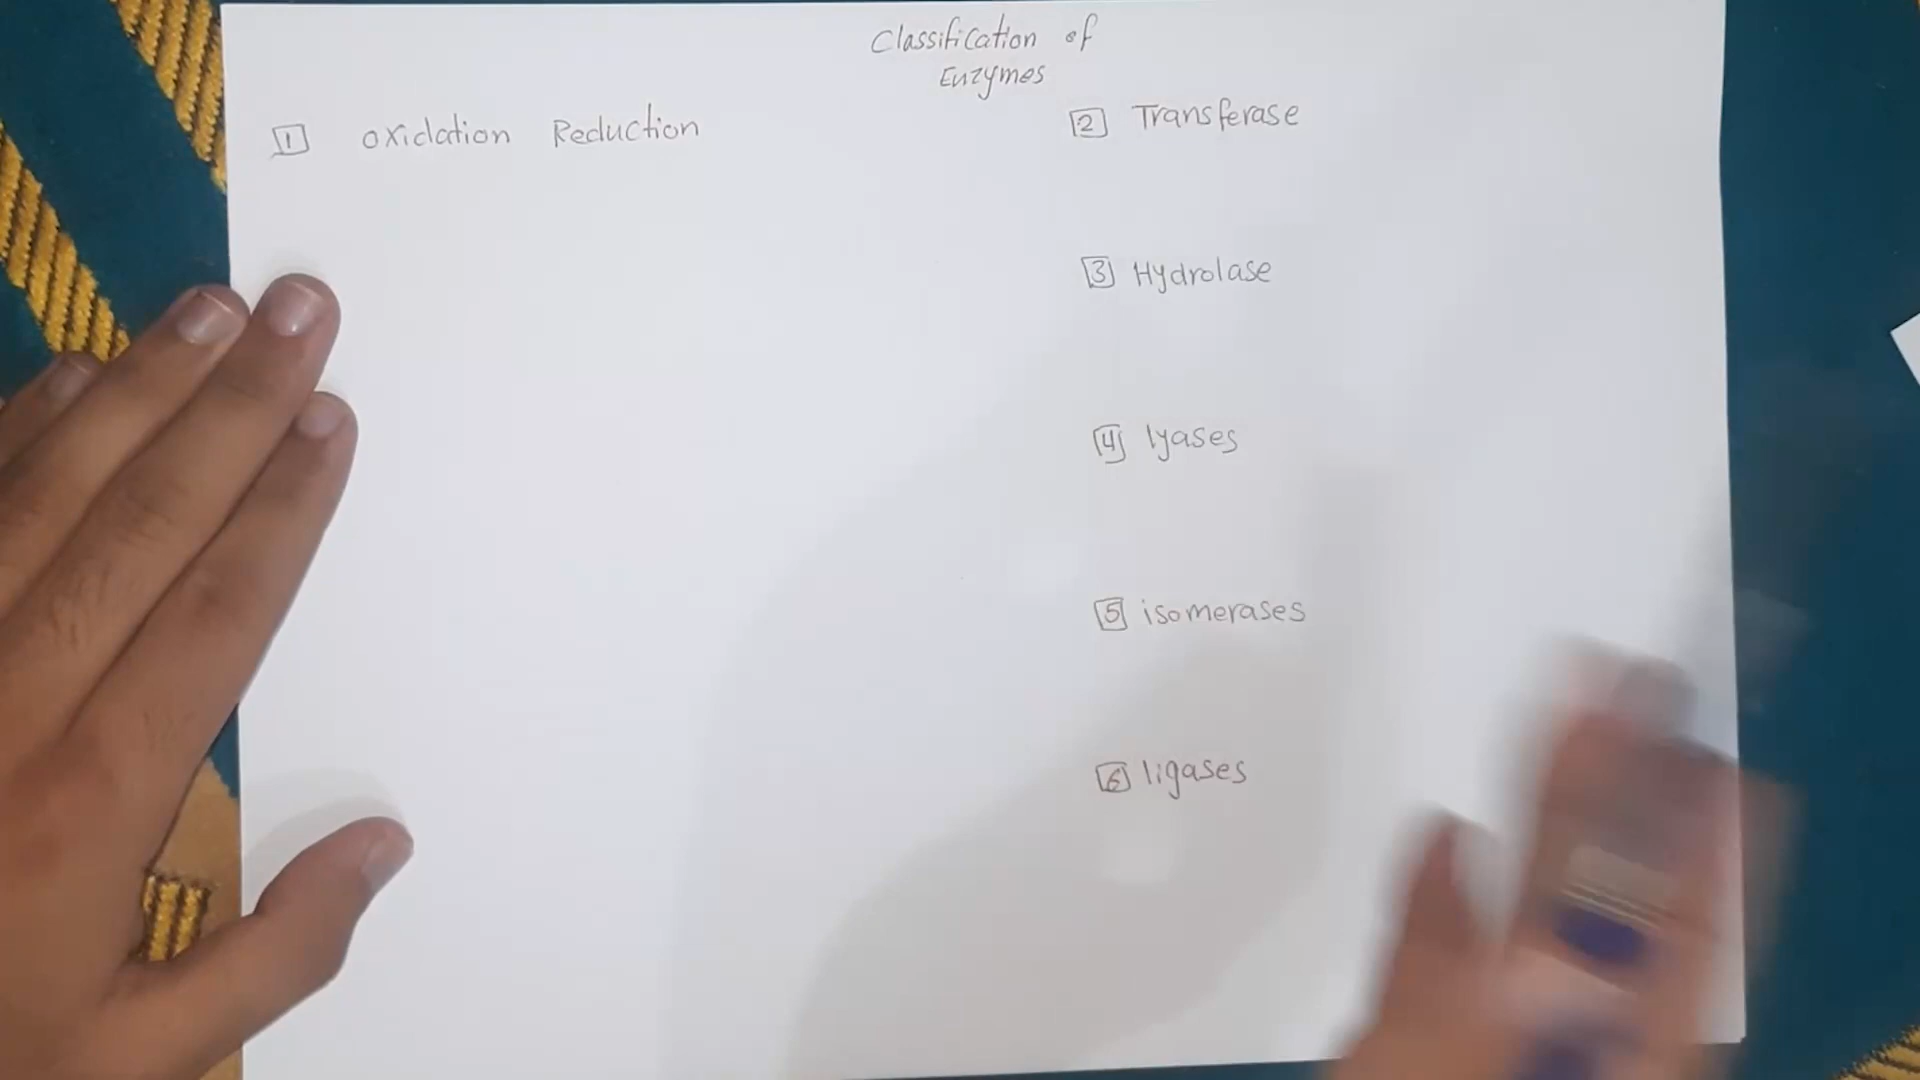 Classification of
Enzymes
1 oxidation Reduction
2 Transferase
3 Hydrolase
4 lyases
5 isomerases
6 ligases